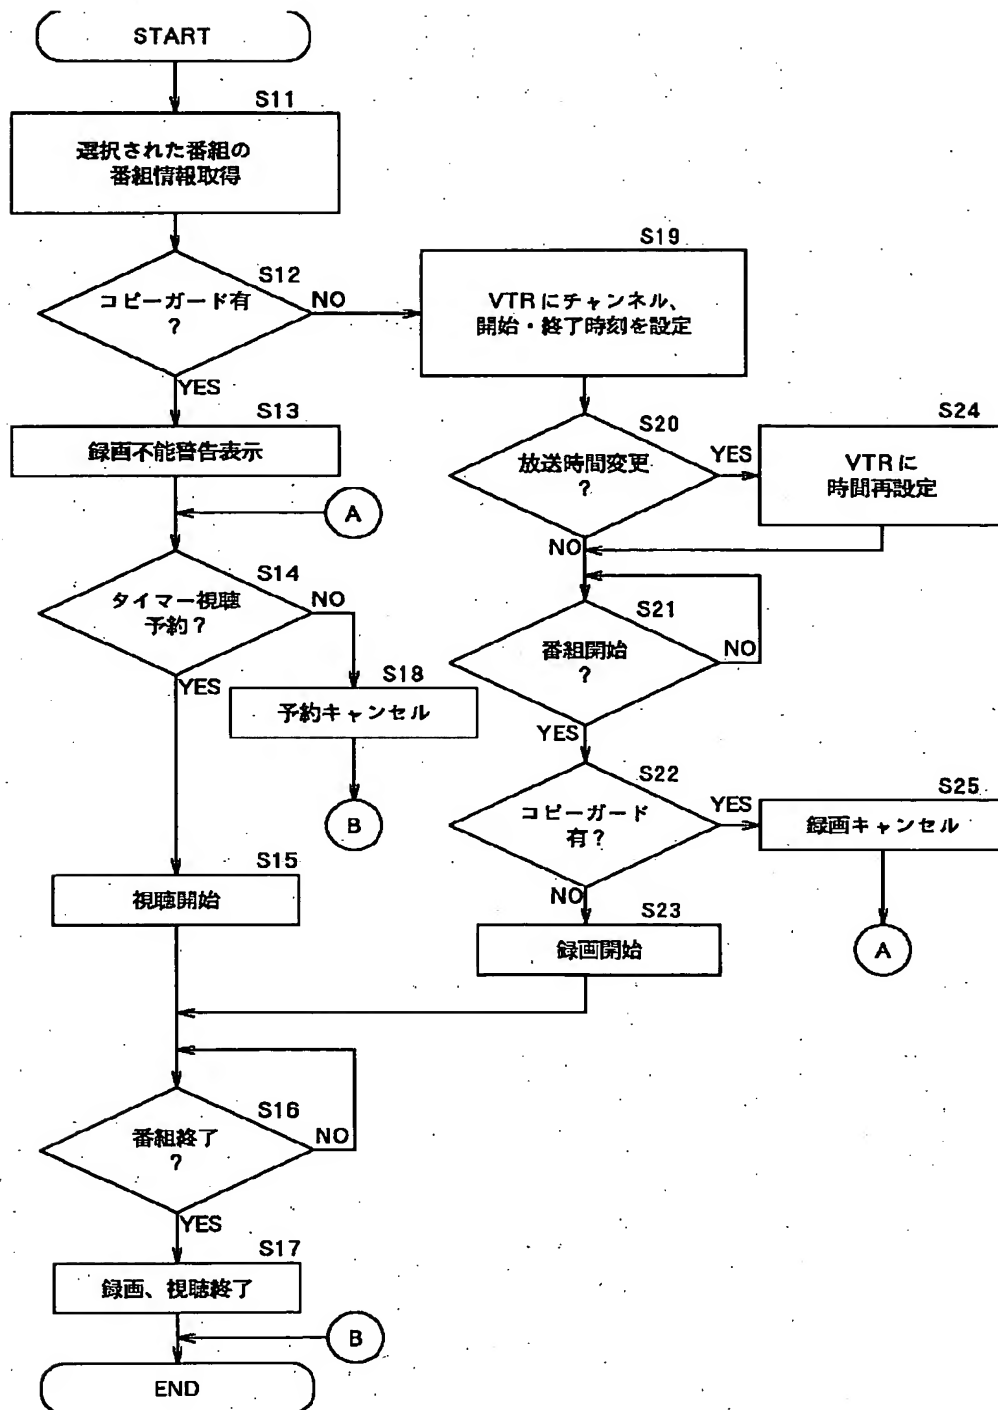 START
S11
選択された番組の
番組情報取得
S12
コピーガード有
?
NO
YES
S13
録画不能警告表示
A
S14
タイマー視聴
予約?
NO
YES
S18
予約キャンセル
B
S15
視聴開始
S16
番組終了
?
NO
YES
S17
録画、視聴終了
B
END
S19
VTRにチャンネル、
開始・終了時刻を設定
S20
放送時間変更
?
YES
NO
S24
VTRに
時間再設定
S21
番組開始
?
NO
YES
S22
コピーガード
有?
YES
NO
S25
録画キャンセル
A
S23
録画開始